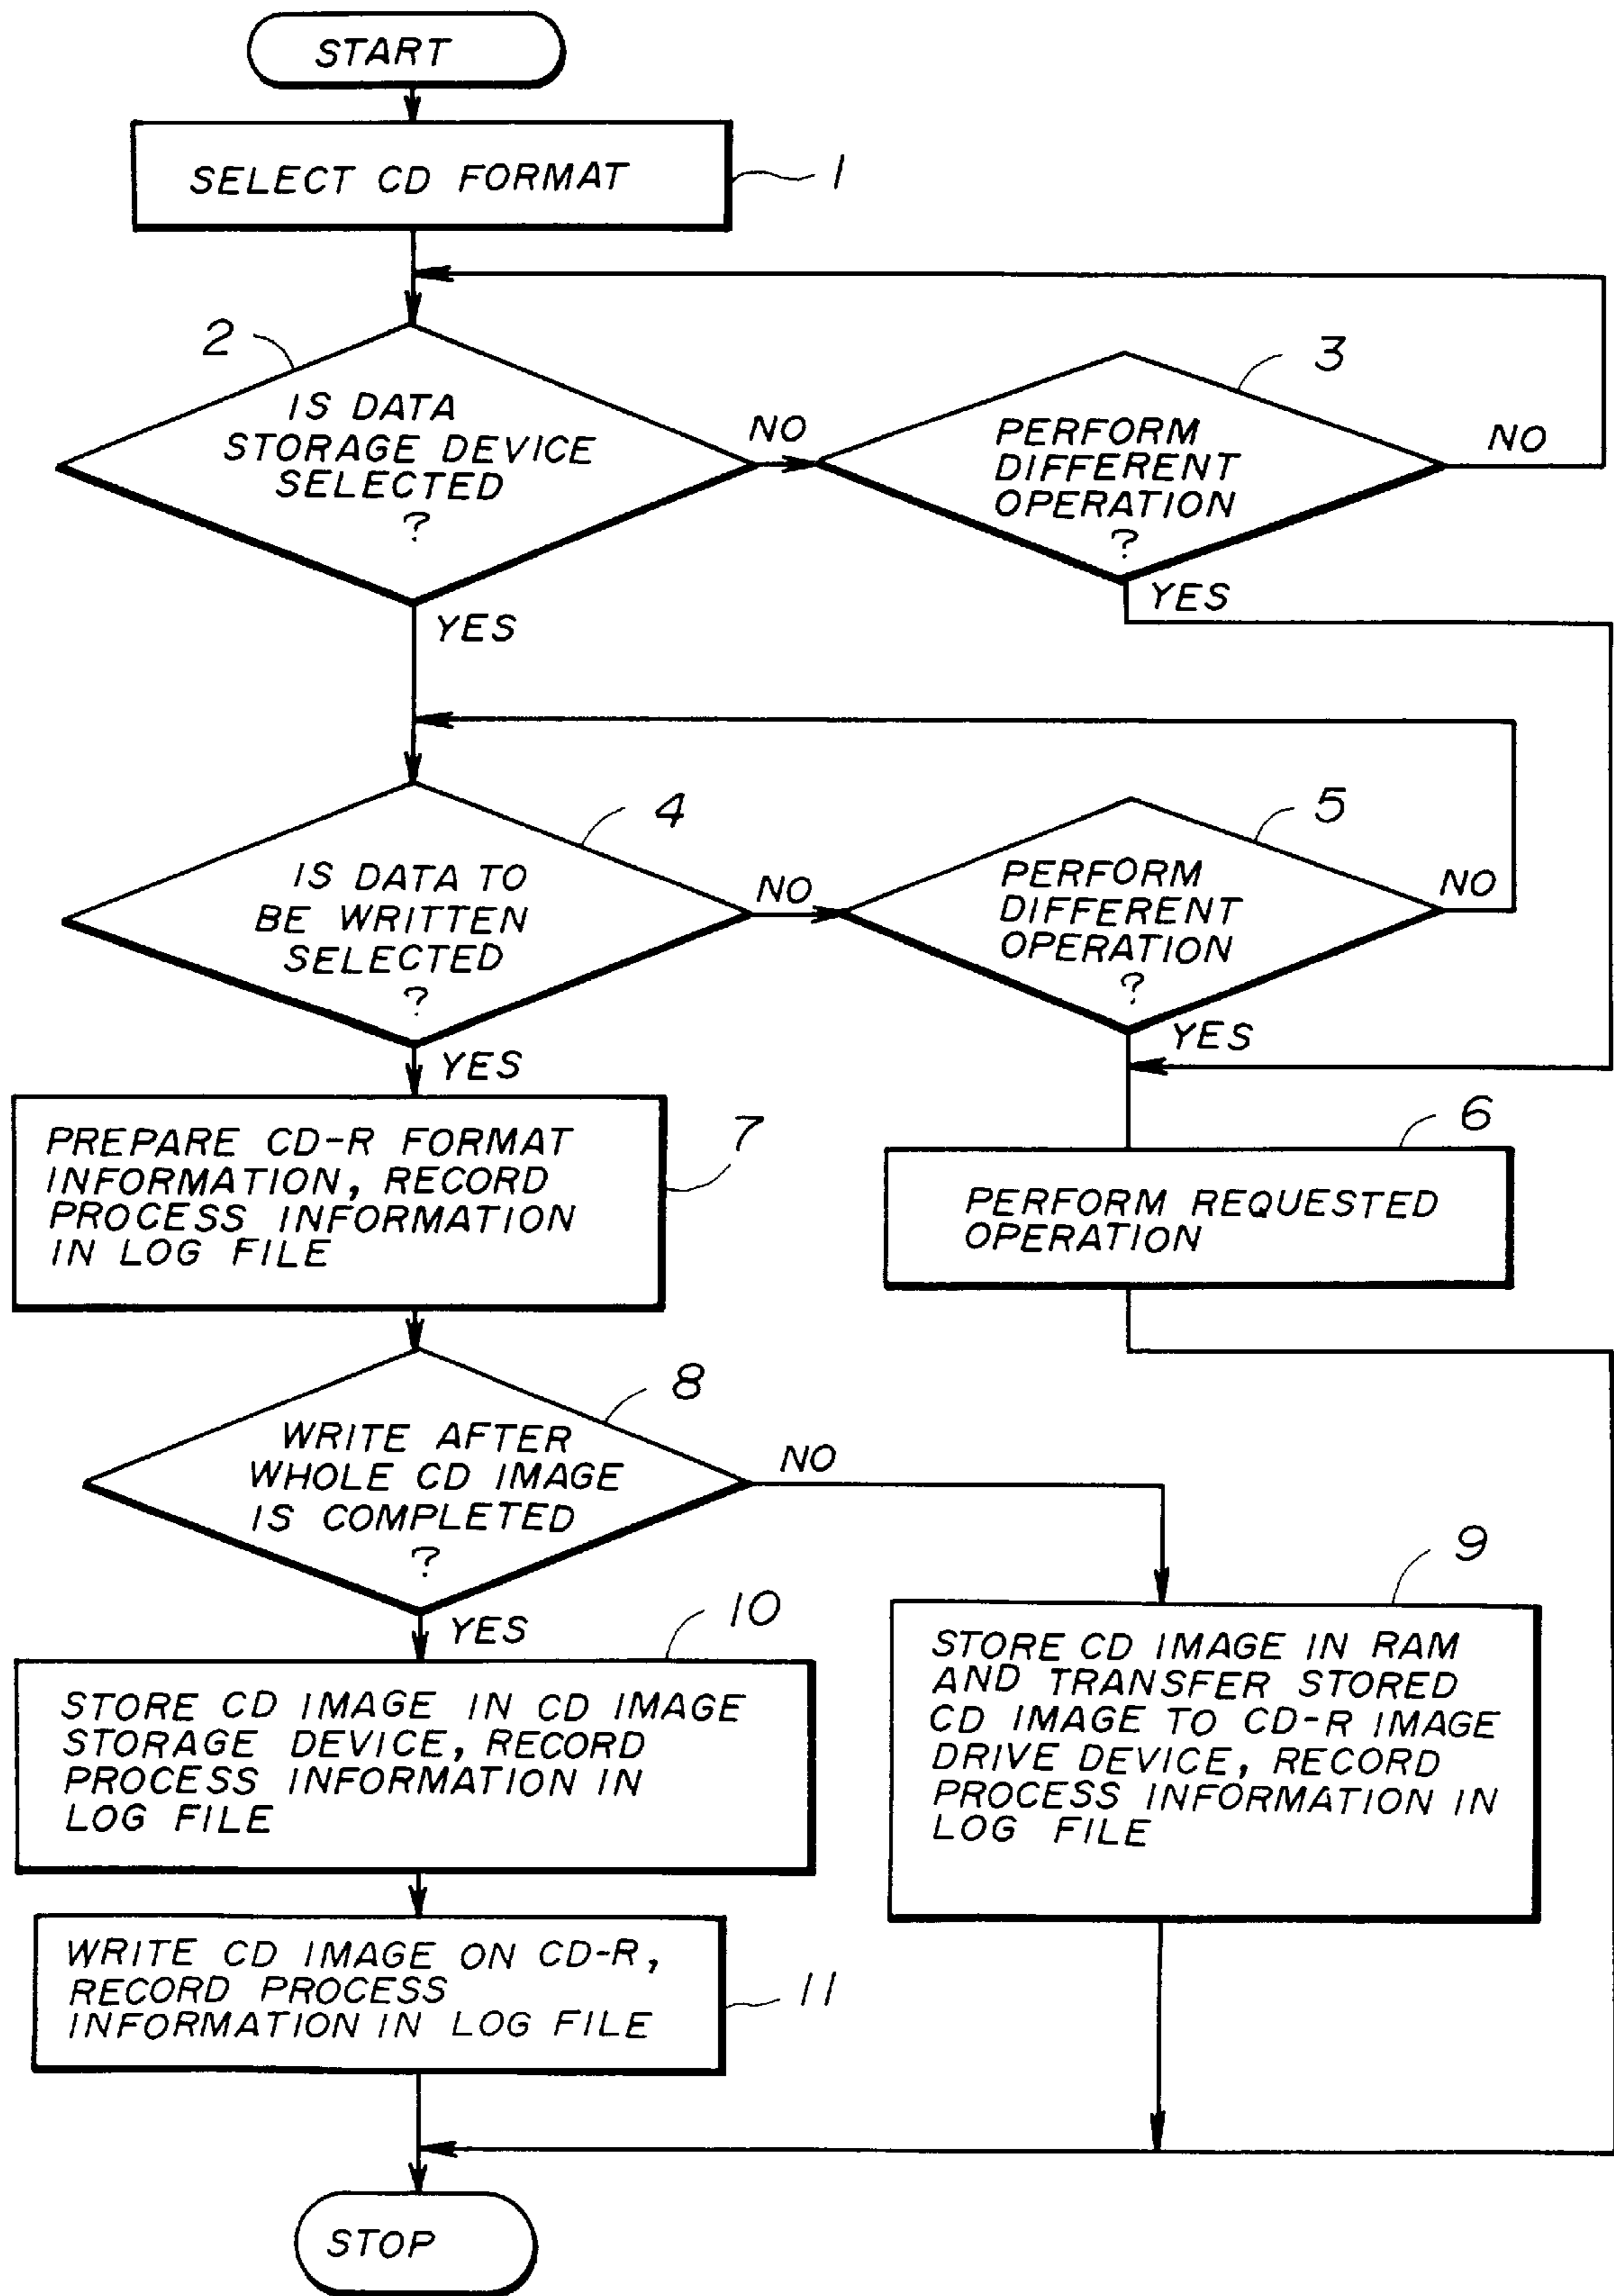 START
SELECT CD FORMAT
1
2
IS DATA
STORAGE DEVICE
SELECTED
?
NO
3
PERFORM
DIFFERENT
OPERATION
?
NO
YES
YES
4
IS DATA TO
BE WRITTEN
SELECTED
?
NO
5
PERFORM
DIFFERENT
OPERATION
?
NO
YES
YES
PREPARE CD-R FORMAT
INFORMATION, RECORD
PROCESS INFORMATION
IN LOG FILE
7
6
PERFORM REQUESTED
OPERATION
8
WRITE AFTER
WHOLE CD IMAGE
IS COMPLETED
?
NO
YES
9
STORE CD IMAGE IN RAM
AND TRANSFER STORED
CD IMAGE TO CD-R IMAGE
DRIVE DEVICE, RECORD
PROCESS INFORMATION IN
LOG FILE
10
STORE CD IMAGE IN CD IMAGE
STORAGE DEVICE, RECORD
PROCESS INFORMATION IN
LOG FILE
WRITE CD IMAGE ON CD-R,
RECORD PROCESS
INFORMATION IN LOG FILE
11
STOP